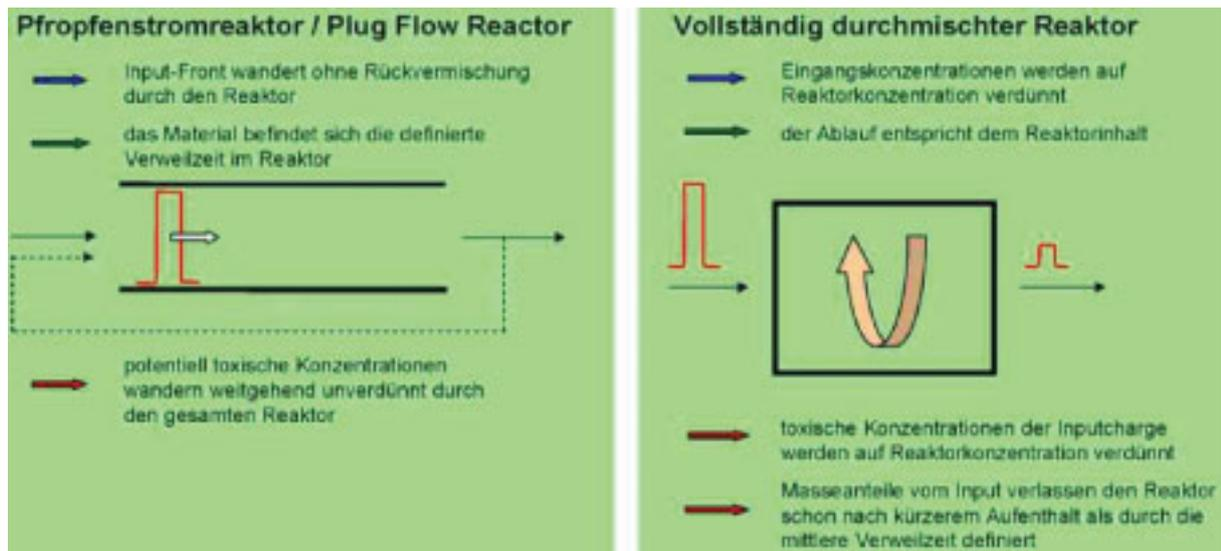 Pfropfenstromreaktor / Plug Flow Reactor
Input-Front wandert ohne Rückvermischung
durch den Reaktor
das Material befindet sich die definierte
Verweilzeit im Reaktor
potentiell toxische Konzentrationen
wandern weitgehend unverdünnt durch
den gesamten Reaktor
Vollständig durchmischter Reaktor
Eingangskonzentrationen werden auf
Reaktorkonzentration verdünnt
der Ablauf entspricht dem Reaktorinhalt
toxische Konzentrationen der Inputcharge
werden auf Reaktorkonzentration verdünnt
Masseanteile vom Input verlassen den Reaktor
schon nach kürzerem Aufenthalt als durch die
mittlere Verweilzeit definiert